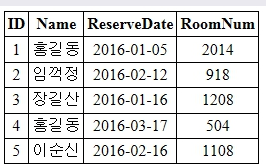 ID Name ReserveDate RoomNum
1 홍길동 2016-01-05 2014
2 임꺽정 2016-02-12 918
3 장길산 2016-01-16 1208
4 홍길동 2016-03-17 504
5 이순신 2016-02-16 1108